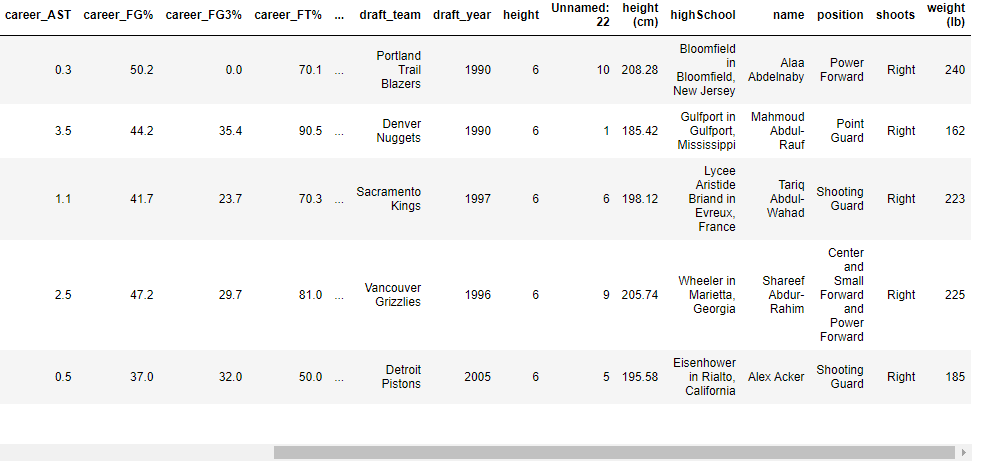 career_AST career_FG% career_FG3% career_FT% ... draft_team draft_year height Unnamed: 22 height (cm) highSchool name position shoots weight (lb)
0.3 50.2 0.0 70.1 ... Portland Trail Blazers 1990 6 10 208.28 Bloomfield in Bloomfield, New Jersey Alaa Abdelnaby Power Forward Right 240
3.5 44.2 35.4 90.5 ... Denver Nuggets 1990 6 1 185.42 Gulfport in Gulfport, Mississippi Mahmoud Abdul-Rauf Point Guard Right 162
1.1 41.7 23.7 70.3 ... Sacramento Kings 1997 6 6 198.12 Lycee Aristide Briand in Evreux, France Tariq Abdul-Wahad Shooting Guard Right 223
2.5 47.2 29.7 81.0 ... Vancouver Grizzlies 1996 6 9 205.74 Wheeler in Marietta, Georgia Shareef Abdur-Rahim Center and Small Forward and Power Forward Right 225
0.5 37.0 32.0 50.0 ... Detroit Pistons 2005 6 5 195.58 Eisenhower in Rialto, California Alex Acker Shooting Guard Right 185